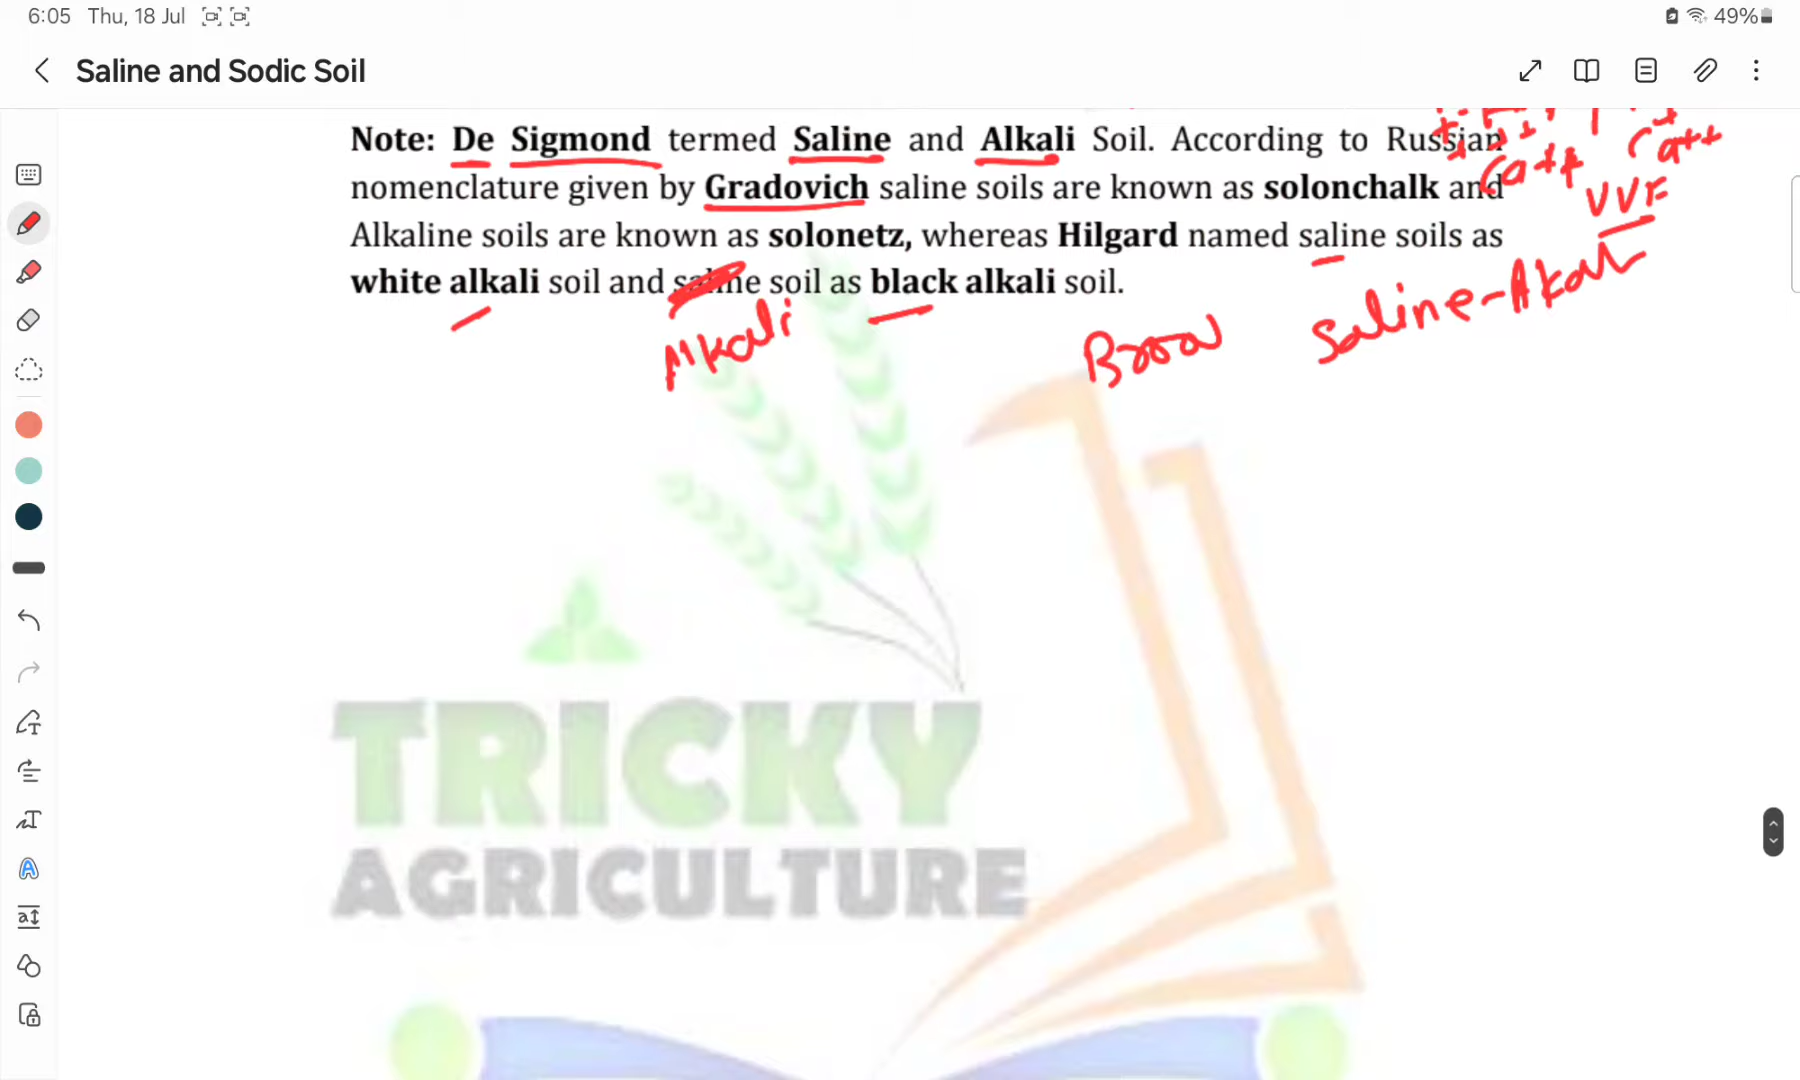 6:05 Thu, 18 Jul 49%
Saline and Sodic Soil
Note: De Sigmond termed Saline and Alkali Soil. According to Russian
nomenclature given by Gradovich saline soils are known as solonchalk and
Alkaline soils are known as solonetz, whereas Hilgard named saline soils as
white alkali soil and saline soil as black alkali soil.
Ca++ Ca++
Alkali
Saline-Akali
TRICKY
AGRICULTURE